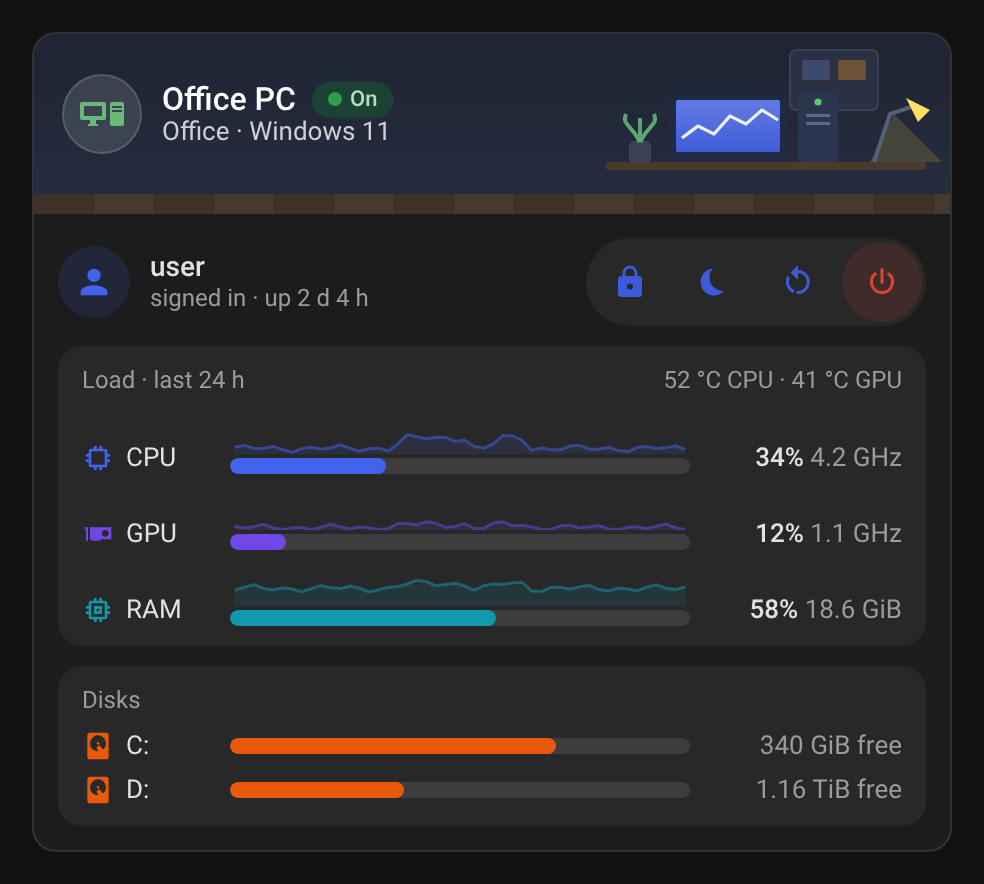 Office PC On
Office · Windows 11
user
signed in · up 2 d 4 h
Load · last 24 h 52 °C CPU · 41 °C GPU
CPU 34% 4.2 GHz
GPU 12% 1.1 GHz
RAM 58% 18.6 GiB
Disks
C: 340 GiB free
D: 1.16 TiB free